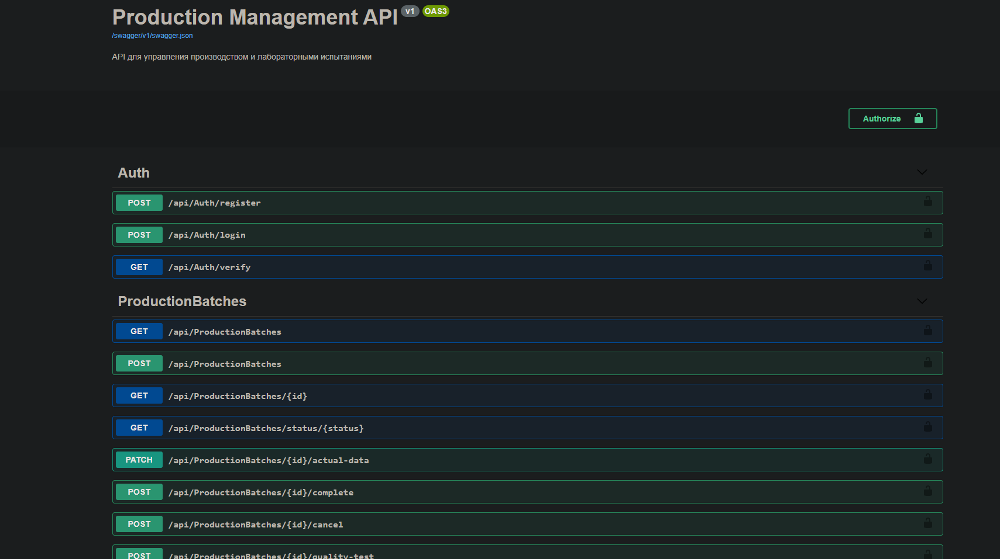 Production Management API v1 OAS3
/swagger/v1/swagger.json
API для управления производством и лабораторными испытаниями
Authorize
Auth
POST /api/Auth/register
POST /api/Auth/login
GET /api/Auth/verify
ProductionBatches
GET /api/ProductionBatches
POST /api/ProductionBatches
GET /api/ProductionBatches/{id}
GET /api/ProductionBatches/status/{status}
PATCH /api/ProductionBatches/{id}/actual-data
POST /api/ProductionBatches/{id}/complete
POST /api/ProductionBatches/{id}/cancel
POST /api/ProductionBatches/{id}/quality-test